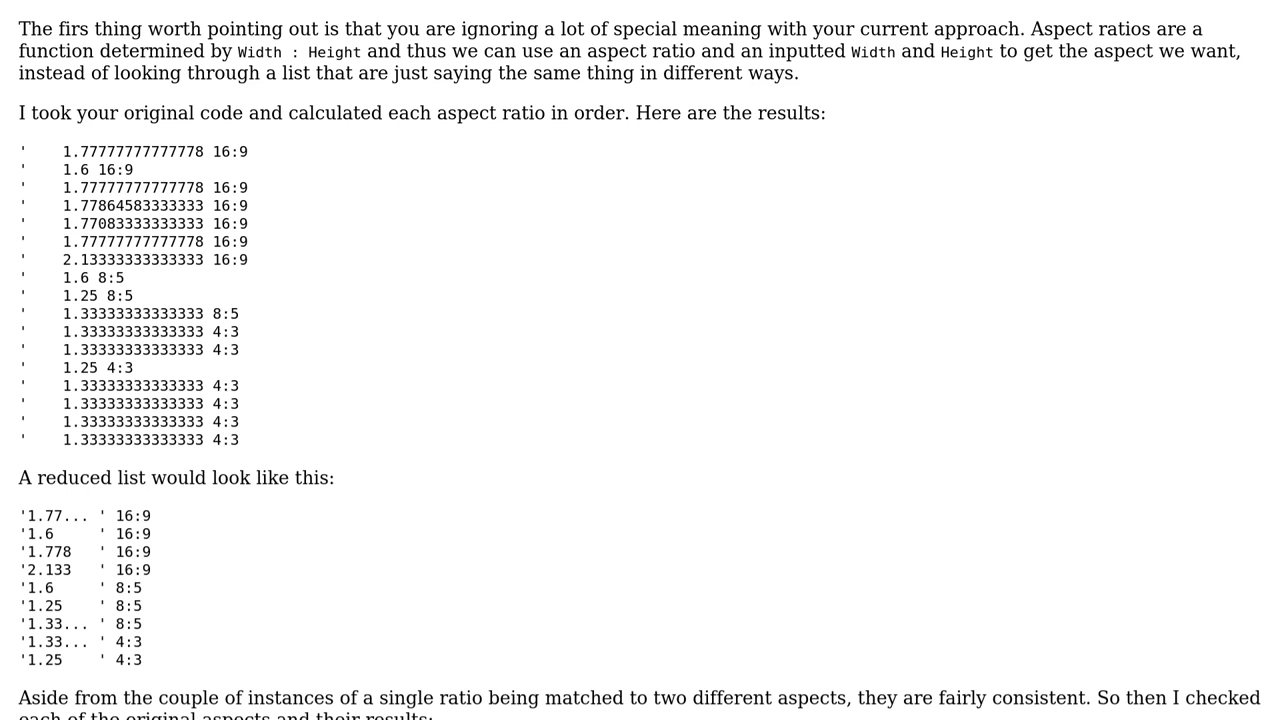 The firs thing worth pointing out is that you are ignoring a lot of special meaning with your current approach. Aspect ratios are a
function determined by Width : Height and thus we can use an aspect ratio and an inputted Width and Height to get the aspect we want,
instead of looking through a list that are just saying the same thing in different ways.
I took your original code and calculated each aspect ratio in order. Here are the results:
'    1.77777777777778 16:9
'    1.6 16:9
'    1.77777777777778 16:9
'    1.77864583333333 16:9
'    1.77083333333333 16:9
'    1.77777777777778 16:9
'    2.13333333333333 16:9
'    1.6 8:5
'    1.25 8:5
'    1.33333333333333 8:5
'    1.33333333333333 4:3
'    1.33333333333333 4:3
'    1.25 4:3
'    1.33333333333333 4:3
'    1.33333333333333 4:3
'    1.33333333333333 4:3
'    1.33333333333333 4:3
A reduced list would look like this:
'1.77... ' 16:9
'1.6     ' 16:9
'1.778   ' 16:9
'2.133   ' 16:9
'1.6     ' 8:5
'1.25    ' 8:5
'1.33... ' 8:5
'1.33... ' 4:3
'1.25    ' 4:3
Aside from the couple of instances of a single ratio being matched to two different aspects, they are fairly consistent. So then I checked
each of the original aspects and their results: